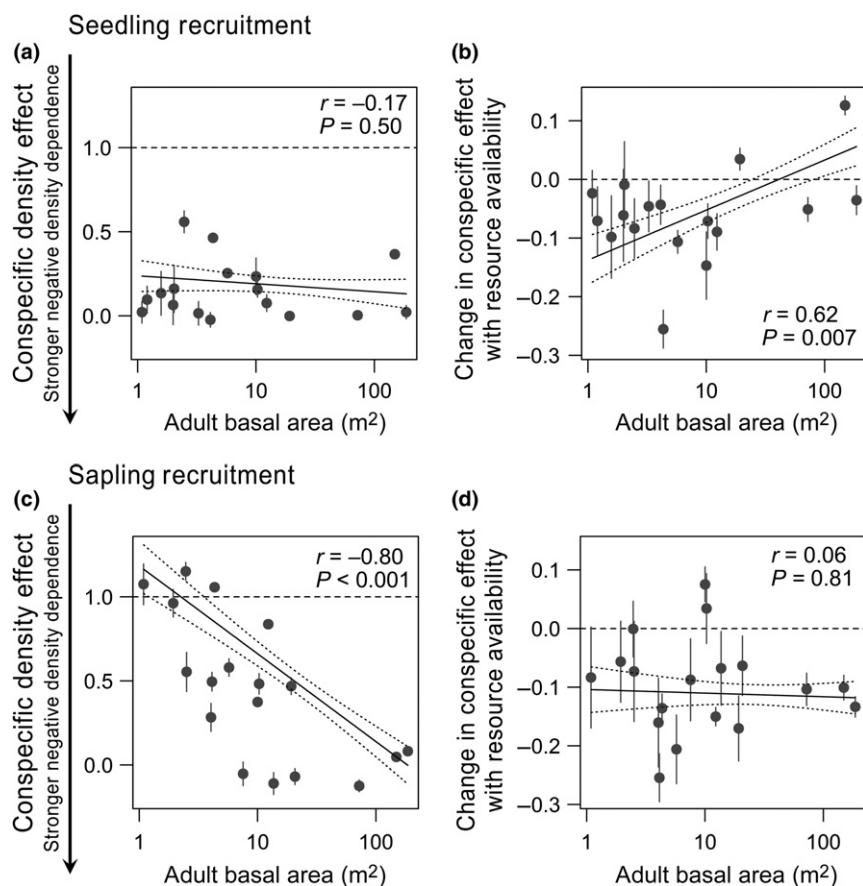 Seedling recruitment
(a)
Conspecific density effect
Stronger negative density dependence
1.0
0.5
0.0
r = –0.17
P = 0.50
1
10
100
Adult basal area (m²)
(b)
Change in conspecific effect
with resource availability
0.1
0.0
–0.1
–0.2
–0.3
r = 0.62
P = 0.007
1
10
100
Adult basal area (m²)
Sapling recruitment
(c)
Conspecific density effect
Stronger negative density dependence
1.0
0.5
0.0
r = –0.80
P < 0.001
1
10
100
Adult basal area (m²)
(d)
Change in conspecific effect
with resource availability
0.1
0.0
–0.1
–0.2
–0.3
r = 0.06
P = 0.81
1
10
100
Adult basal area (m²)